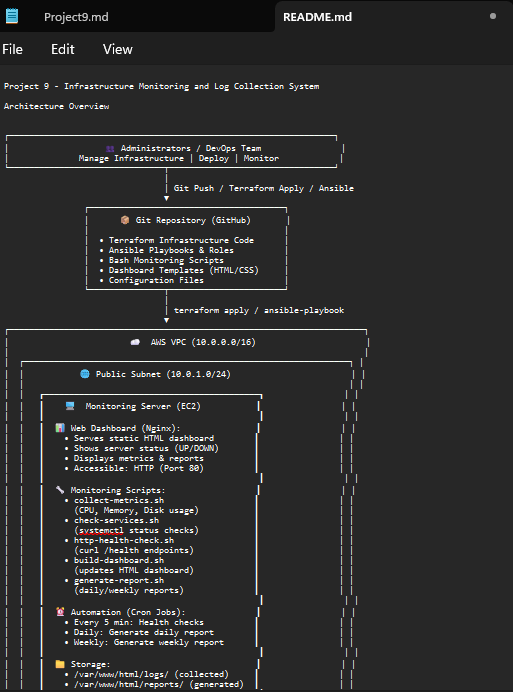 Project9.md
README.md
File Edit View
Project 9 - Infrastructure Monitoring and Log Collection System
Architecture Overview
Administrators / DevOps Team
Manage Infrastructure | Deploy | Monitor
Git Push / Terraform Apply / Ansible
Git Repository (GitHub)
• Terraform Infrastructure Code
• Ansible Playbooks & Roles
• Bash Monitoring Scripts
• Dashboard Templates (HTML/CSS)
• Configuration Files
terraform apply / ansible-playbook
AWS VPC (10.0.0.0/16)
Public Subnet (10.0.1.0/24)
Monitoring Server (EC2)
Web Dashboard (Nginx):
• Serves static HTML dashboard
• Shows server status (UP/DOWN)
• Displays metrics & reports
• Accessible: HTTP (Port 80)
Monitoring Scripts:
• collect-metrics.sh
(CPU, Memory, Disk usage)
• check-services.sh
(systemctl status checks)
• http-health-check.sh
(curl /health endpoints)
• build-dashboard.sh
(updates HTML dashboard)
• generate-report.sh
(daily/weekly reports)
Automation (Cron Jobs):
• Every 5 min: Health checks
• Daily: Generate daily report
• Weekly: Generate weekly report
Storage:
• /var/www/html/logs/ (collected)
• /var/www/html/reports/ (generated)